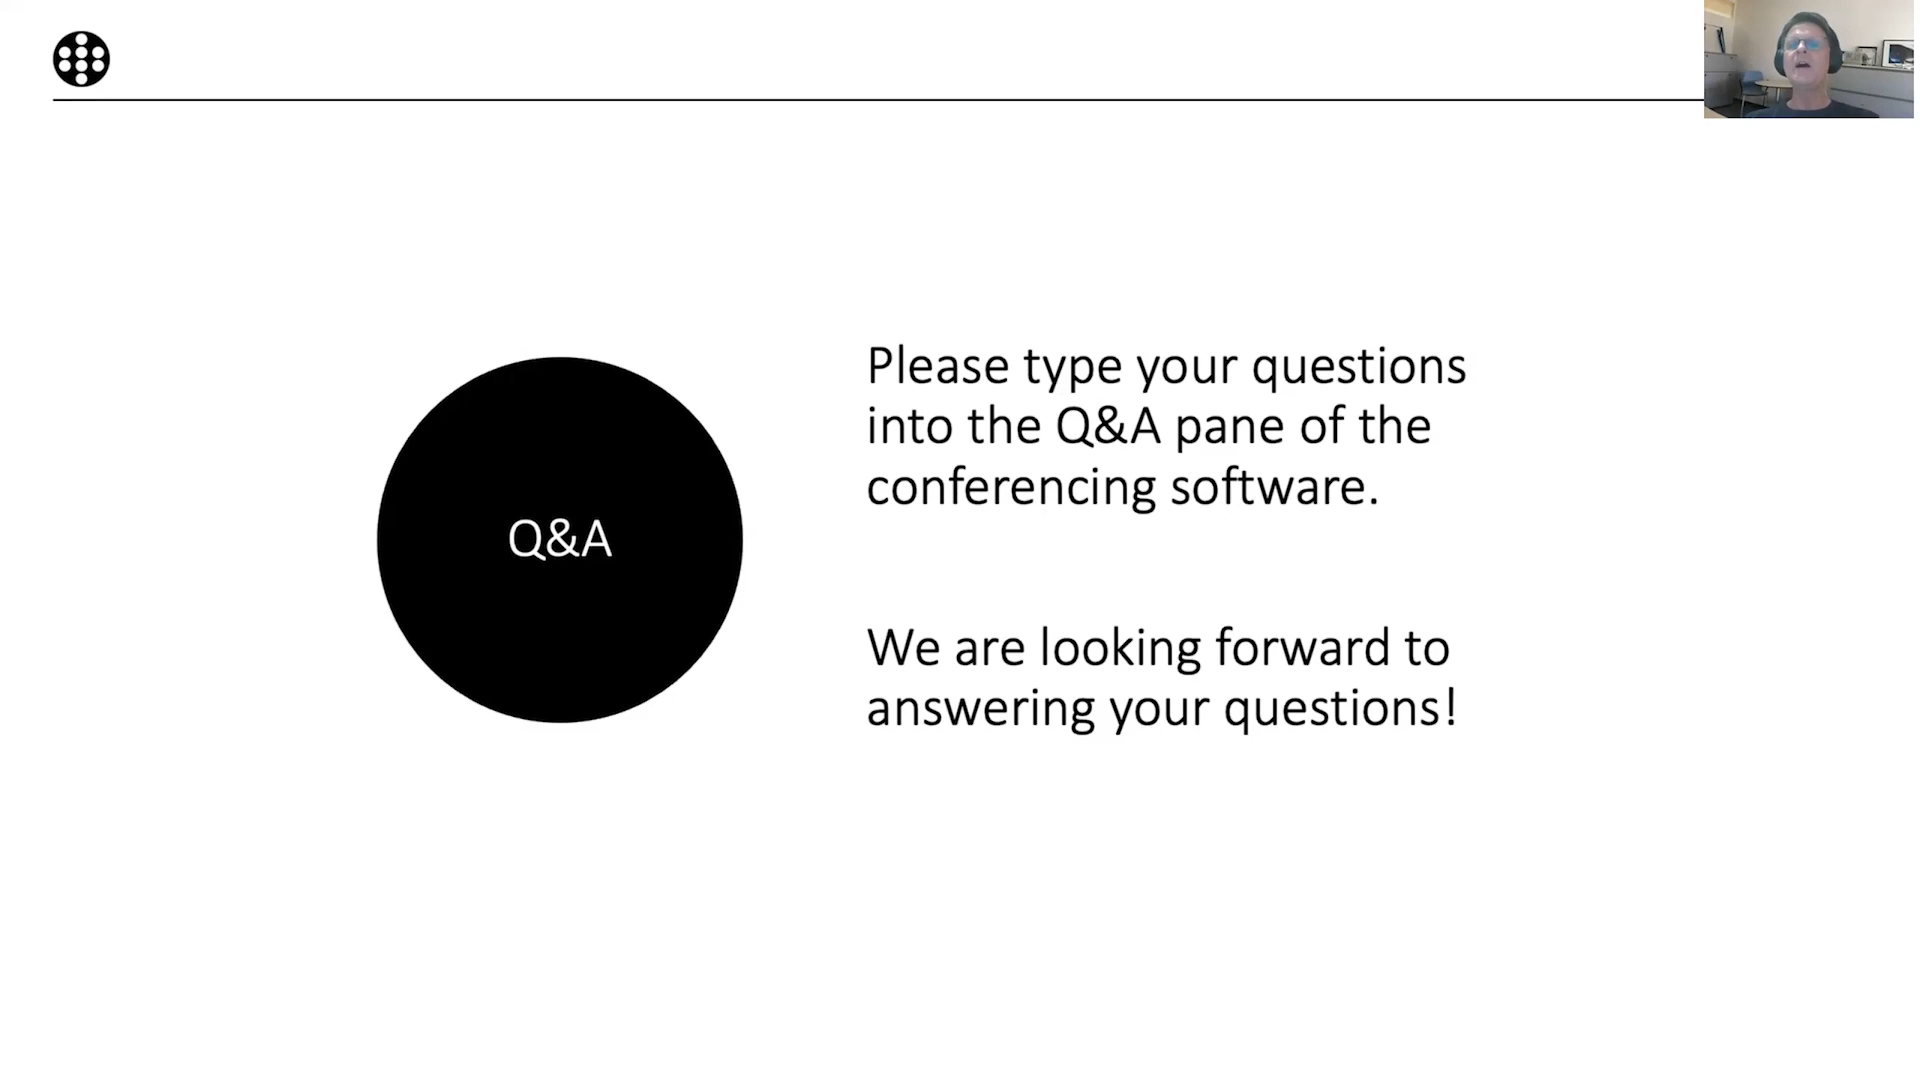 Q&A
Please type your questions
into the Q&A pane of the
conferencing software.
We are looking forward to
answering your questions!